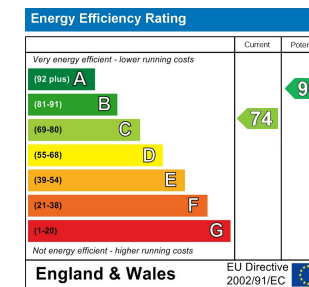 Energy Efficiency Rating
Current
Very energy efficient - lower running costs
(92 plus) A
(81-91) B
(69-80) C
74
(55-68) D
(39-54) E
(21-38) F
(1-20) G
Not energy efficient - higher running costs
England & Wales
EU Directive
2002/91/EC